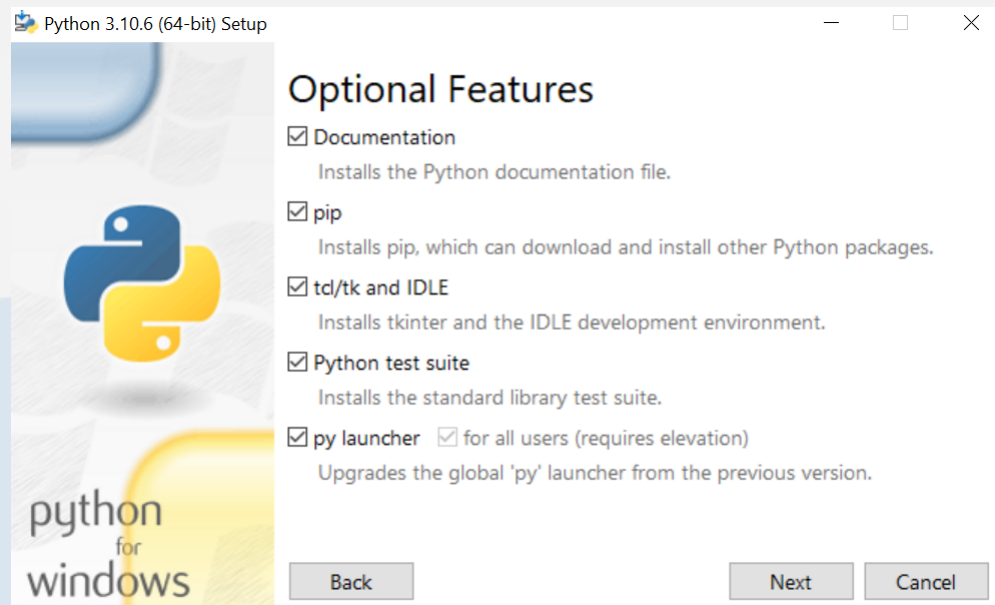 Python 3.10.6 (64-bit) Setup
Optional Features
Documentation
Installs the Python documentation file.
pip
Installs pip, which can download and install other Python packages.
tcl/tk and IDLE
Installs tkinter and the IDLE development environment.
Python test suite
Installs the standard library test suite.
py launcher for all users (requires elevation)
Upgrades the global 'py' launcher from the previous version.
python
for
windows
Back Next Cancel